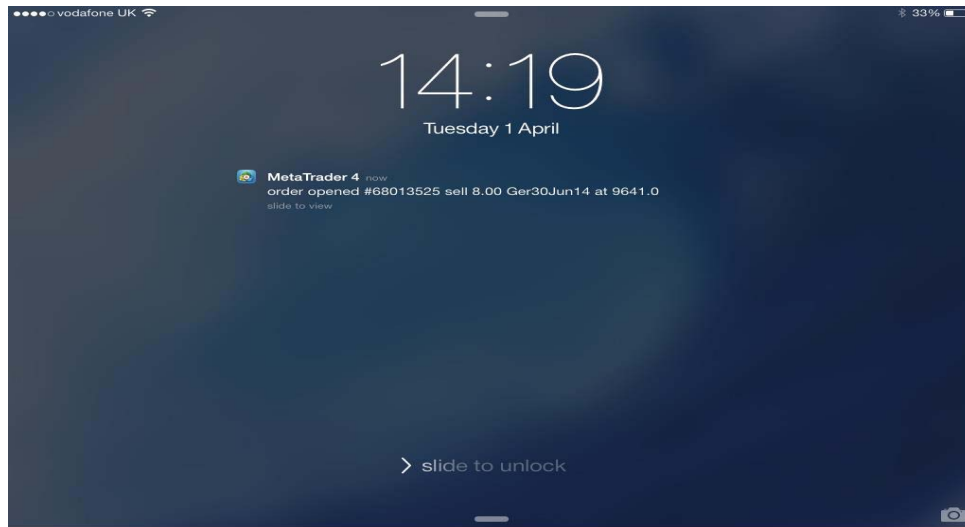 vodafone UK
33%
14:19
Tuesday 1 April
MetaTrader 4 now
order opened #68013525 sell 8.00 Ger30Jun14 at 9641.0
slide to view
slide to unlock